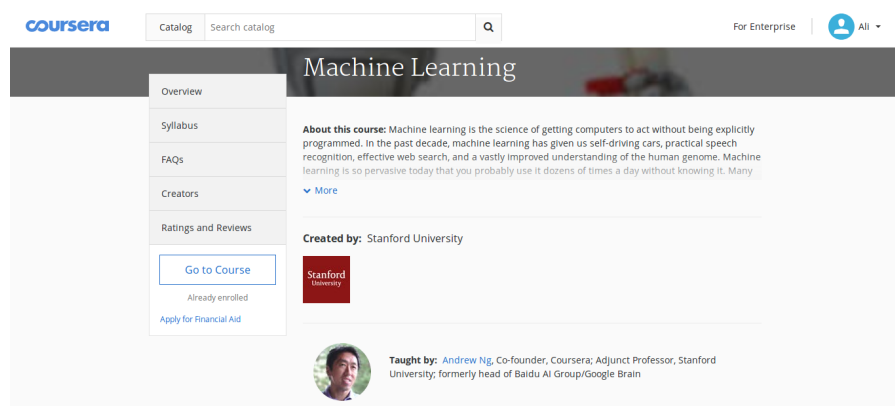 coursera
Catalog
Search catalog
For Enterprise
Ali
Machine Learning
Overview
Syllabus
FAQs
Creators
Ratings and Reviews
Go to Course
Already enrolled
Apply for Financial Aid
About this course: Machine learning is the science of getting computers to act without being explicitly
programmed. In the past decade, machine learning has given us self-driving cars, practical speech
recognition, effective web search, and a vastly improved understanding of the human genome. Machine
learning is so pervasive today that you probably use it dozens of times a day without knowing it. Many
More
Created by: Stanford University
Stanford
University
Taught by: Andrew Ng, Co-founder, Coursera; Adjunct Professor, Stanford
University; formerly head of Baidu AI Group/Google Brain